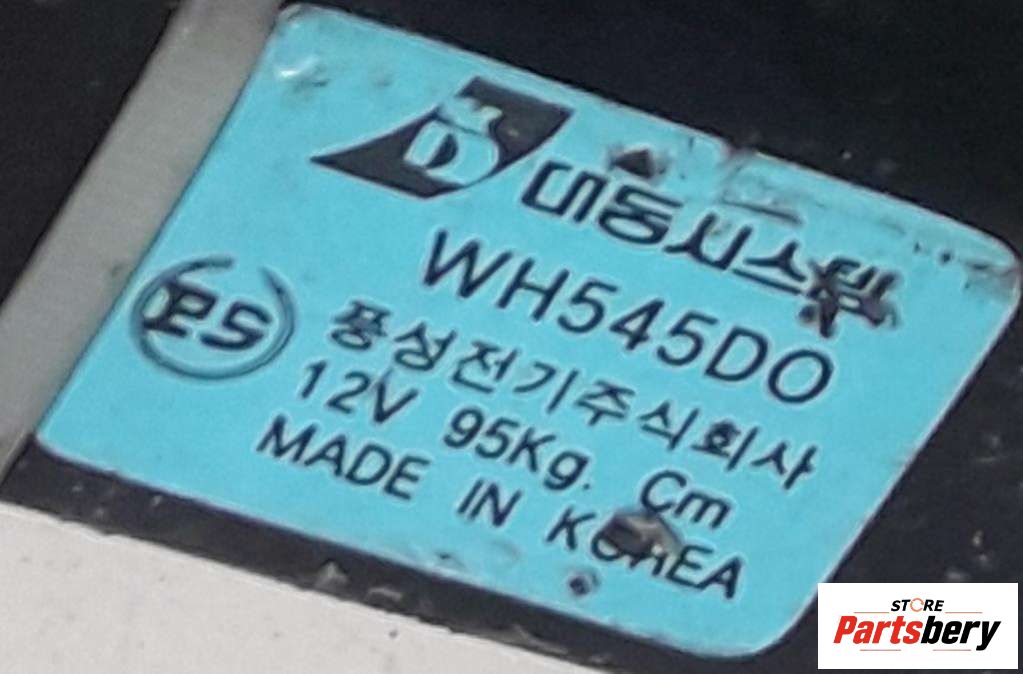 대동시스템
WH545DO
PS
풍성전기주식회사
12V 95Kg. Cm
MADE IN KOREA
STORE
Partsbery